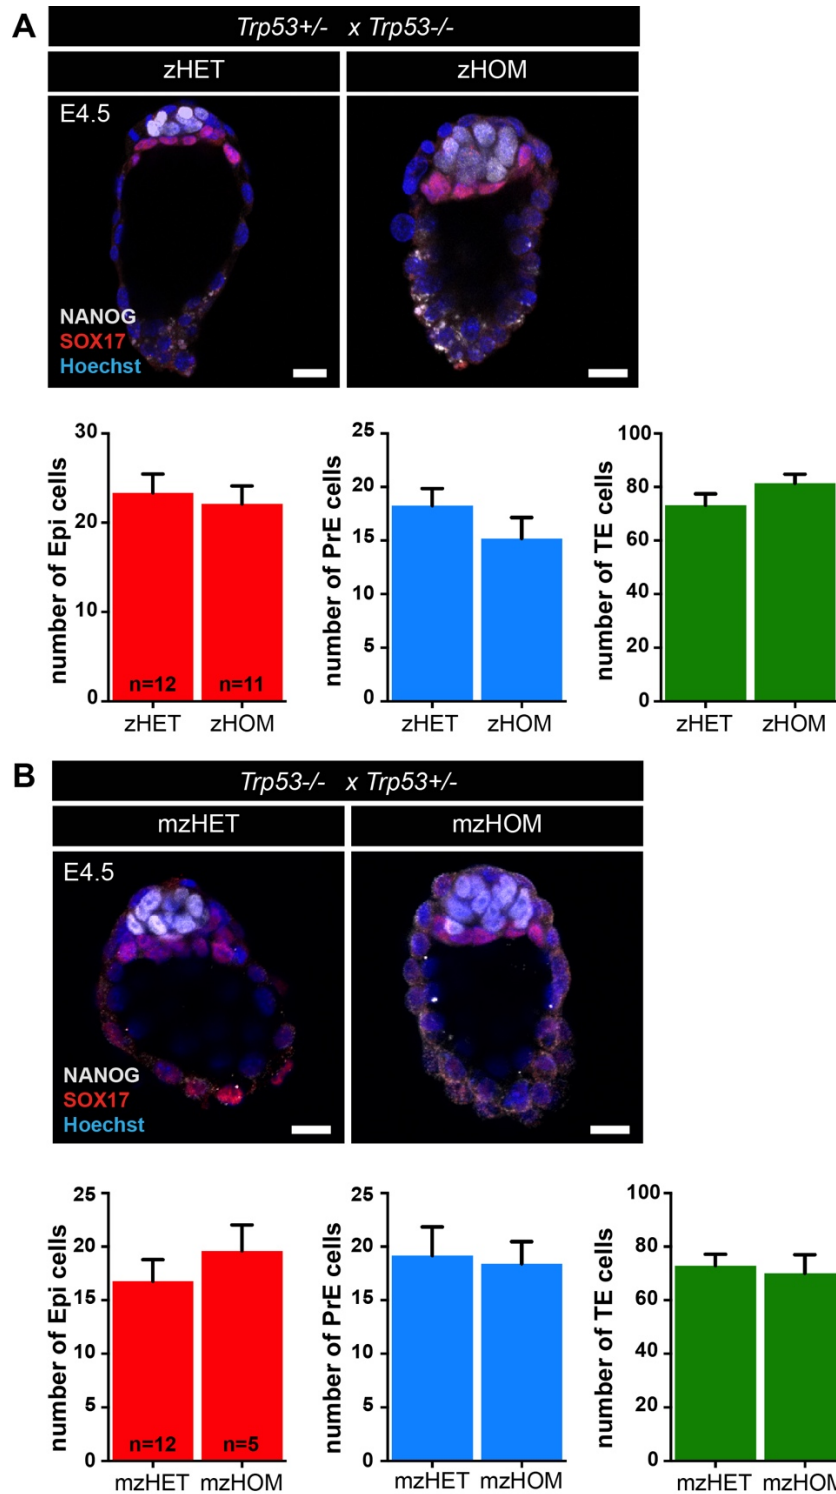 A
Trp53+/- x Trp53-/-
zHET
zHOM
E4.5
NANOG
SOX17
Hoechst
number of Epi cells
30
20
10
0
n=12
n=11
zHET
zHOM
number of PrE cells
25
20
15
10
5
0
zHET
zHOM
number of TE cells
100
80
60
40
20
0
zHET
zHOM
B
Trp53-/- x Trp53+/-
mzHET
mzHOM
E4.5
NANOG
SOX17
Hoechst
number of Epi cells
25
20
15
10
5
0
n=12
n=5
mzHET
mzHOM
number of PrE cells
25
20
15
10
5
0
mzHET
mzHOM
number of TE cells
100
80
60
40
20
0
mzHET
mzHOM